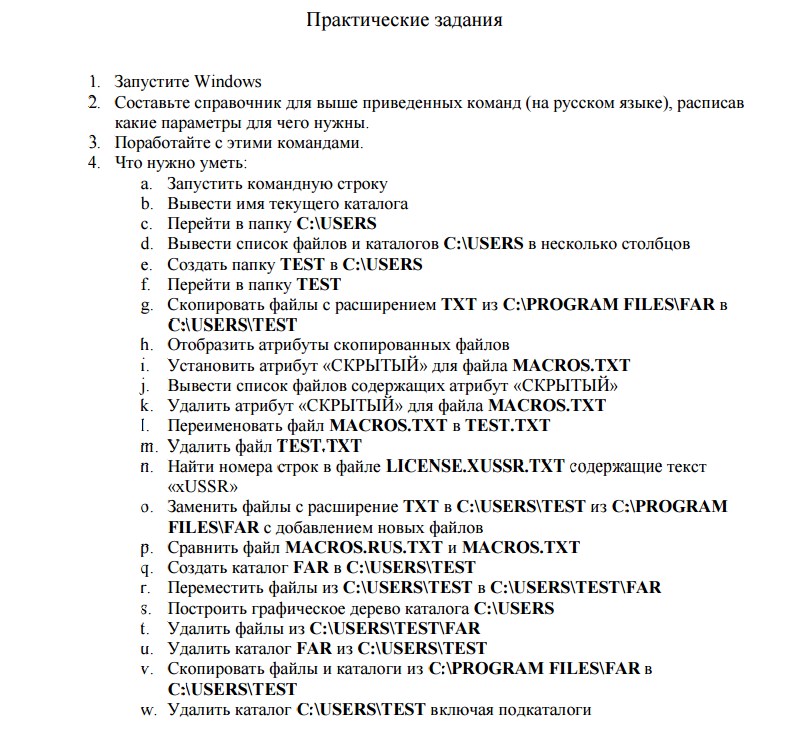 Практические задания
1. Запустите Windows
2. Составьте справочник для выше приведенных команд (на русском языке), расписав
какие параметры для чего нужны.
3. Поработайте с этими командами.
4. Что нужно уметь:
a. Запустить командную строку
b. Вывести имя текущего каталога
c. Перейти в папку C:\USERS
d. Вывести список файлов и каталогов C:\USERS в несколько столбцов
e. Создать папку TEST в C:\USERS
f. Перейти в папку TEST
g. Скопировать файлы с расширением TXT из C:\PROGRAM FILES\FAR в
C:\USERS\TEST
h. Отобразить атрибуты скопированных файлов
i. Установить атрибут «СКРЫТЫЙ» для файла MACROS.TXT
j. Вывести список файлов содержащих атрибут «СКРЫТЫЙ»
k. Удалить атрибут «СКРЫТЫЙ» для файла MACROS.TXT
l. Переименовать файл MACROS.TXT в TEST.TXT
m. Удалить файл TEST.TXT
n. Найти номера строк в файле LICENSE.XUSSR.TXT содержащие текст
«xUSSR»
o. Заменить файлы с расширение TXT в C:\USERS\TEST из C:\PROGRAM
FILES\FAR с добавлением новых файлов
p. Сравнить файл MACROS.RUS.TXT и MACROS.TXT
q. Создать каталог FAR в C:\USERS\TEST
r. Переместить файлы из C:\USERS\TEST в C:\USERS\TEST\FAR
s. Построить графическое дерево каталога C:\USERS
t. Удалить файлы из C:\USERS\TEST\FAR
u. Удалить каталог FAR из C:\USERS\TEST
v. Скопировать файлы и каталоги из C:\PROGRAM FILES\FAR в
C:\USERS\TEST
w. Удалить каталог C:\USERS\TEST включая подкаталоги